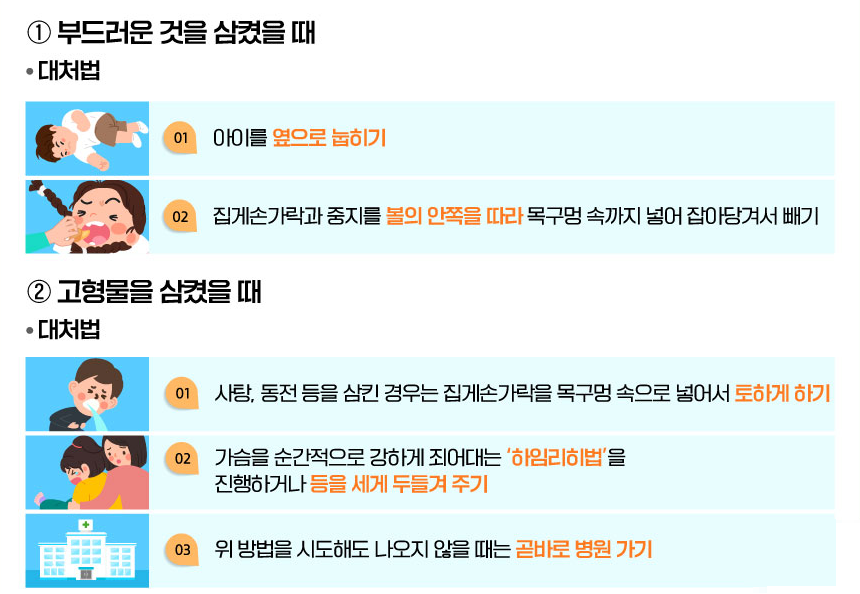 ① 부드러운 것을 삼켰을 때
• 대처법
01 아이를 옆으로 눕히기
02 집게손가락과 중지를 볼의 안쪽을 따라 목구멍 속까지 넣어 잡아당겨서 빼기
② 고형물을 삼켰을 때
• 대처법
01 사탕, 동전 등을 삼킨 경우는 집게손가락을 목구멍 속으로 넣어서 토하게 하기
02 가슴을 순간적으로 강하게 죄어대는 ‘하임리히법’을
진행하거나 등을 세게 두들겨 주기
03 위 방법을 시도해도 나오지 않을 때는 곧바로 병원 가기